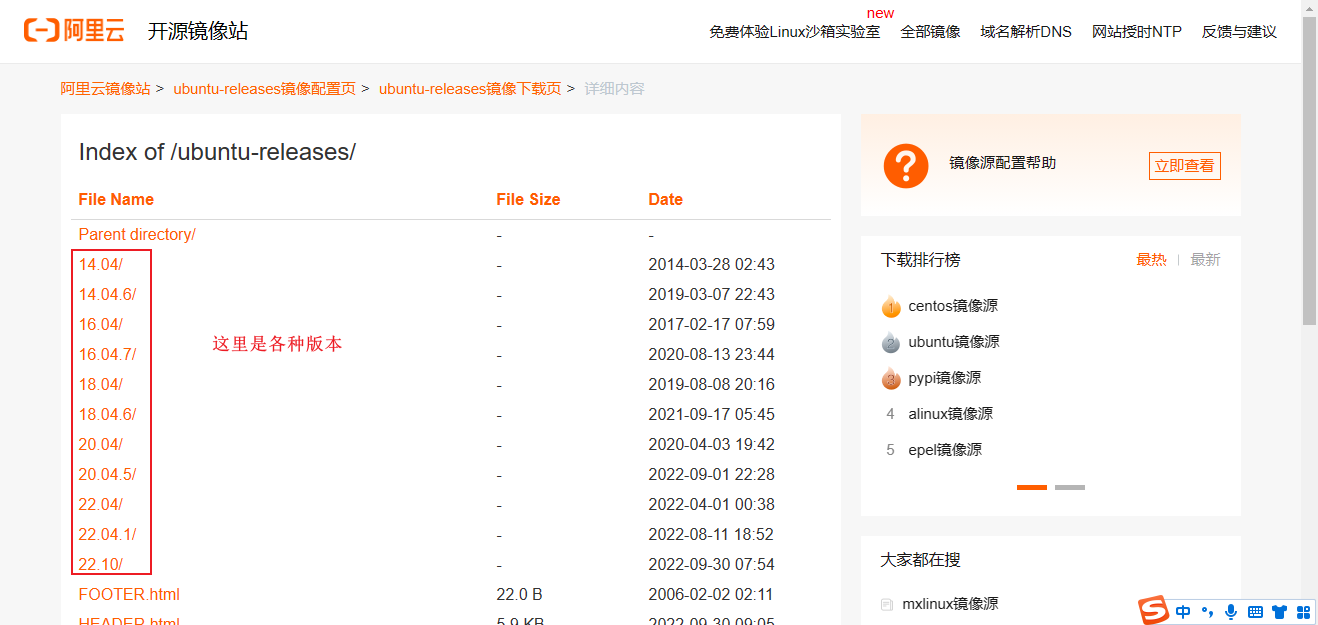 阿里云 开源镜像站
new
免费体验Linux沙箱实验室 全部镜像 域名解析DNS 网站授时NTP 反馈与建议
阿里云镜像站 > ubuntu-releases镜像配置页 > ubuntu-releases镜像下载页 > 详细内容
Index of /ubuntu-releases/
File Name File Size Date
Parent directory/ - -
14.04/ - 2014-03-28 02:43
14.04.6/ - 2019-03-07 22:43
16.04/ - 2017-02-17 07:59
这里是各种版本
16.04.7/ - 2020-08-13 23:44
18.04/ - 2019-08-08 20:16
18.04.6/ - 2021-09-17 05:45
20.04/ - 2020-04-03 19:42
20.04.5/ - 2022-09-01 22:28
22.04/ - 2022-04-01 00:38
22.04.1/ - 2022-08-11 18:52
22.10/ - 2022-09-30 07:54
FOOTER.html 22.0 B 2006-02-02 02:11
HEADER.html 5.9 KB 2022-09-30 09:05
镜像源配置帮助 立即查看
下载排行榜 最热 | 最新
1 centos镜像源
2 ubuntu镜像源
3 pypi镜像源
4 alinux镜像源
5 epel镜像源
大家都在搜
mxlinux镜像源
S 中